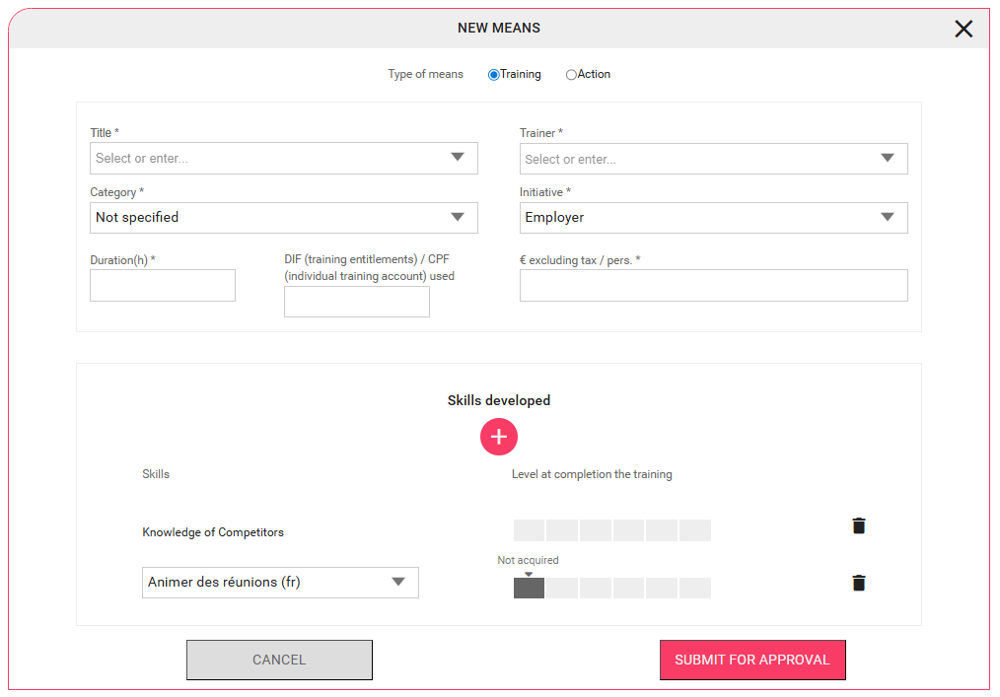 NEW MEANS
Type of means
Training
Action
Title *
Trainer *
Select or enter...
Select or enter...
Category *
Initiative *
Not specified
Employer
Duration(h) *
DIF (training entitlements) / CPF
(individual training account) used
€ excluding tax / pers. *
Skills developed
Skills
Level at completion the training
Knowledge of Competitors
Not acquired
Animer des réunions (fr)
CANCEL
SUBMIT FOR APPROVAL